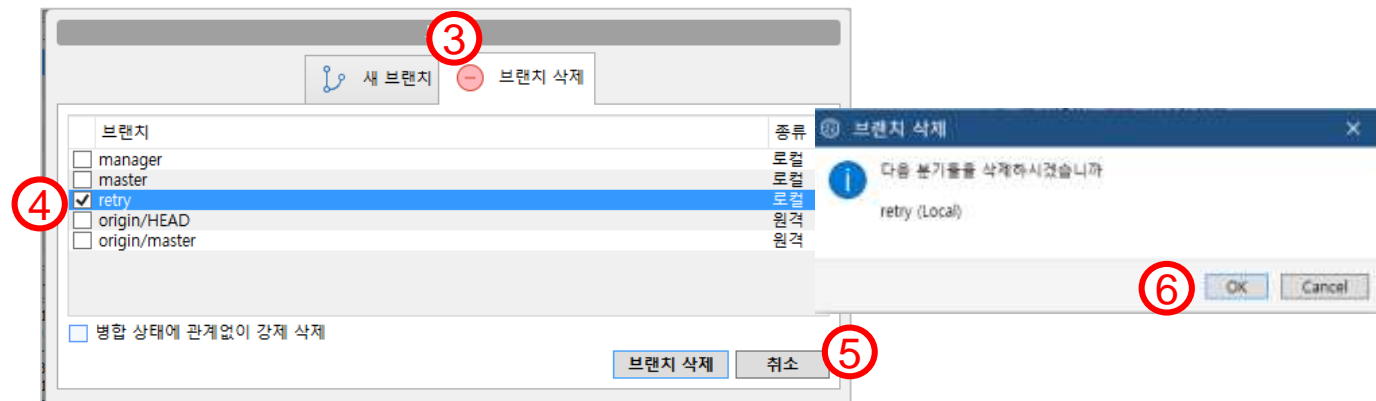 ③
새 브랜치
브랜치 삭제
브랜치 종류
manager 로컬
master 로컬
④ retry 로컬
origin/HEAD 원격
origin/master 원격
병합 상태에 관계없이 강제 삭제
브랜치 삭제 취소 ⑤
브랜치 삭제
다음 분기들을 삭제하시겠습니까
retry (Local)
⑥ OK Cancel